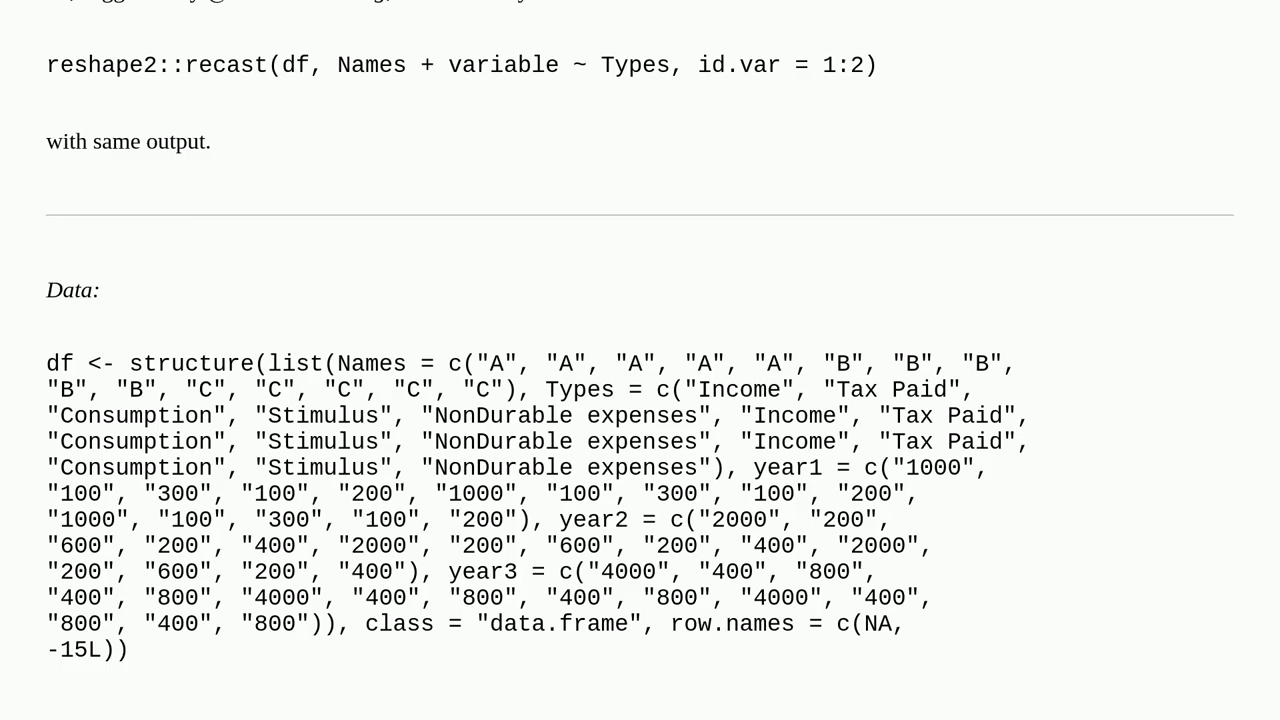 reshape2::recast(df, Names + variable ~ Types, id.var = 1:2)
with same output.
Data:
df <- structure(list(Names = c("A", "A", "A", "A", "A", "B", "B", "B",
"B", "B", "C", "C", "C", "C", "C"), Types = c("Income", "Tax Paid",
"Consumption", "Stimulus", "NonDurable expenses", "Income", "Tax Paid",
"Consumption", "Stimulus", "NonDurable expenses", "Income", "Tax Paid",
"Consumption", "Stimulus", "NonDurable expenses"), year1 = c("1000",
"100", "300", "100", "200", "1000", "100", "300", "100", "200",
"1000", "100", "300", "100", "200"), year2 = c("2000", "200",
"600", "200", "400", "2000", "200", "600", "200", "400", "2000",
"200", "600", "200", "400"), year3 = c("4000", "400", "800",
"400", "800", "4000", "400", "800", "400", "800", "4000", "400",
"800", "400", "800")), class = "data.frame", row.names = c(NA,
-15L))